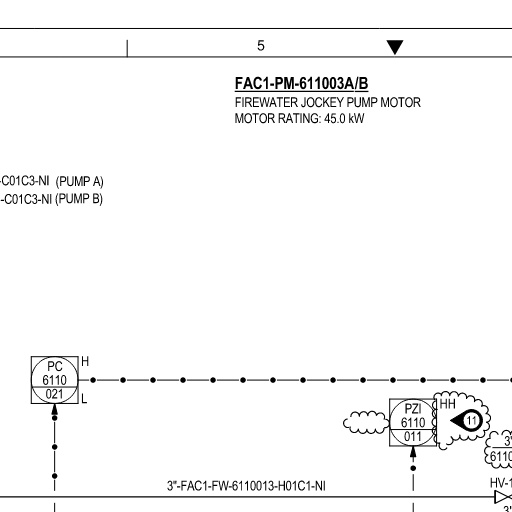 5
FAC1-PM-611003A/B
FIREWATER JOCKEY PUMP MOTOR
MOTOR RATING: 45.0 kW
-C01C3-NI (PUMP A)
-C01C3-NI (PUMP B)
PC
6110
021
H
L
PZI
6110
011
HH
11
3"
6110
3"-FAC1-FW-6110013-H01C1-NI
HV-1
3"